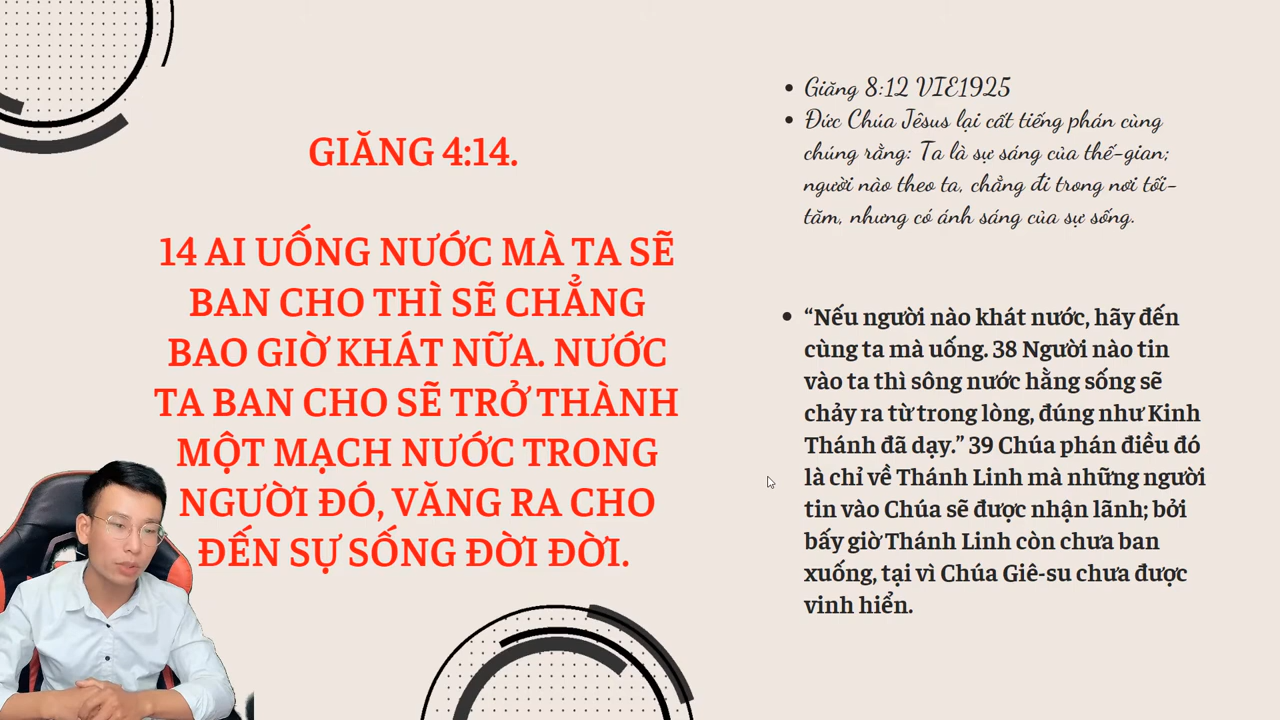 GIĂNG 4:14.
14 AI UỐNG NƯỚC MÀ TA SẼ
BAN CHO THÌ SẼ CHẲNG
BAO GIỜ KHÁT NỮA. NƯỚC
TA BAN CHO SẼ TRỞ THÀNH
MỘT MẠCH NƯỚC TRONG
NGƯỜI ĐÓ, VĂNG RA CHO
ĐẾN SỰ SỐNG ĐỜI ĐỜI.
Giăng 8:12 VIE1925
Đức Chúa Jêsus lại cất tiếng phán cùng
chúng rằng: Ta là sự sáng của thế-gian;
người nào theo ta, chẳng đi trong nơi tối-
tăm, nhưng có ánh sáng của sự sống.
“Nếu người nào khát nước, hãy đến
cùng ta mà uống. 38 Người nào tin
vào ta thì sông nước hằng sống sẽ
chảy ra từ trong lòng, đúng như Kinh
Thánh đã dạy.” 39 Chúa phán điều đó
là chỉ về Thánh Linh mà những người
tin vào Chúa sẽ được nhận lãnh; bởi
bấy giờ Thánh Linh còn chưa ban
xuống, tại vì Chúa Giê-su chưa được
vinh hiển.